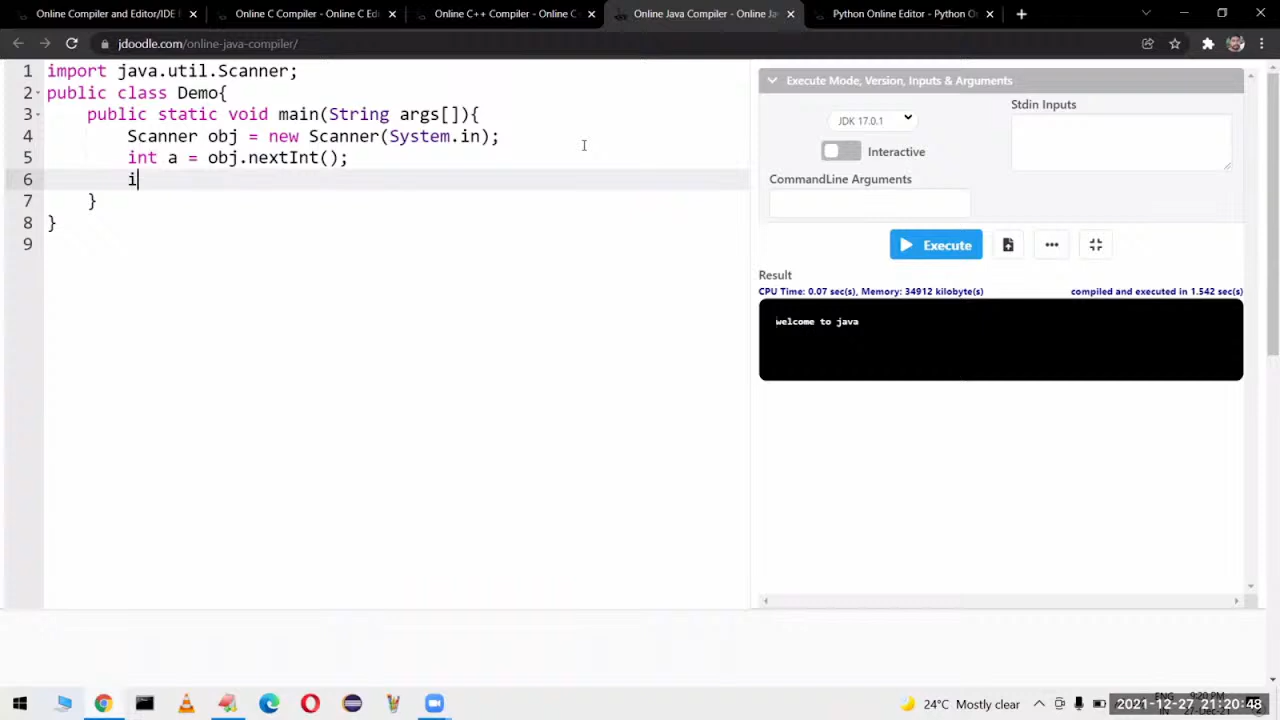 Online Compiler and Editor/IDE
Online C Compiler - Online C Ed
Online C++ Compiler - Online C
Online Java Compiler - Online Ja
Python Online Editor - Python O
jdoodle.com/online-java-compiler/
1 import java.util.Scanner;
2 public class Demo{
3 public static void main(String args[]){
4 Scanner obj = new Scanner(System.in);
5 int a = obj.nextInt();
6 i
7 }
8 }
9
Execute Mode, Version, Inputs & Arguments
JDK 17.0.1
Stdin Inputs
Interactive
CommandLine Arguments
Execute
Result
CPU Time: 0.07 sec(s), Memory: 34912 kilobyte(s) compiled and executed in 1.542 sec(s)
welcome to java
24°C Mostly clear
ENG
2021-12-27 21:20:48